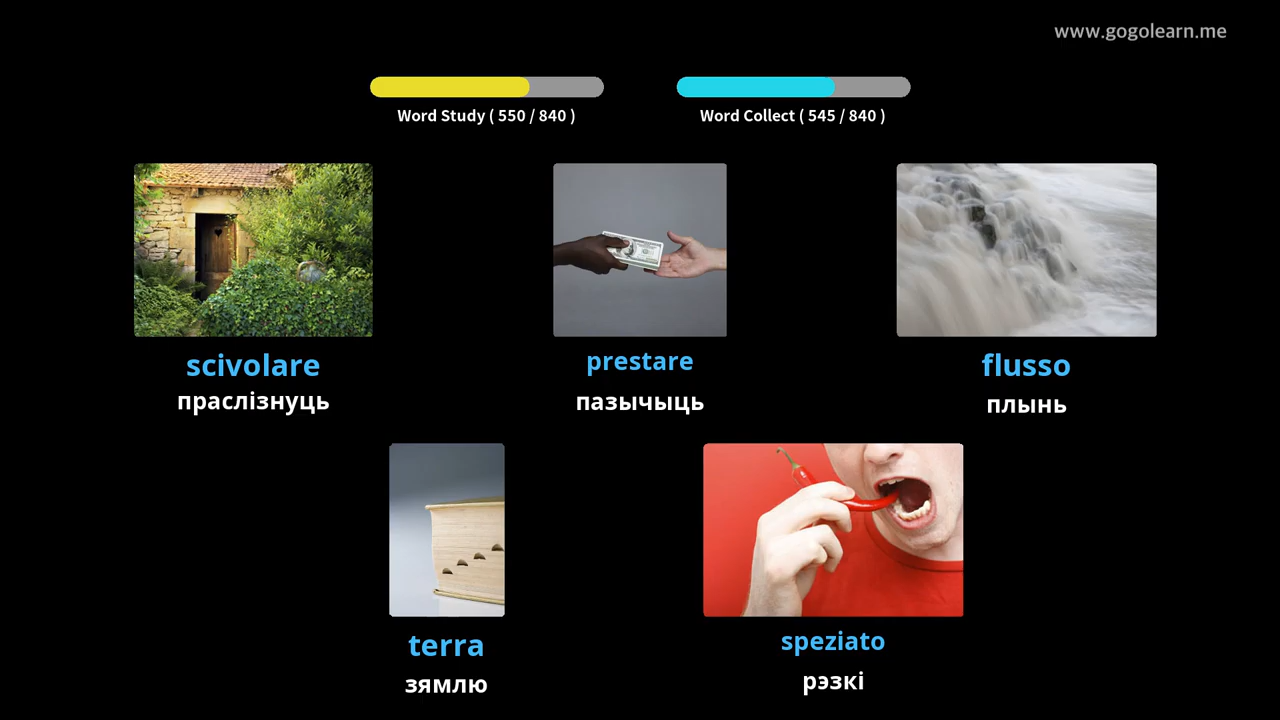 www.gogolearn.me
Word Study ( 550 / 840 )
Word Collect ( 545 / 840 )
scivolare
праслізнуць
prestare
пазычыць
flusso
плынь
terra
зямлю
speziato
рэзкі